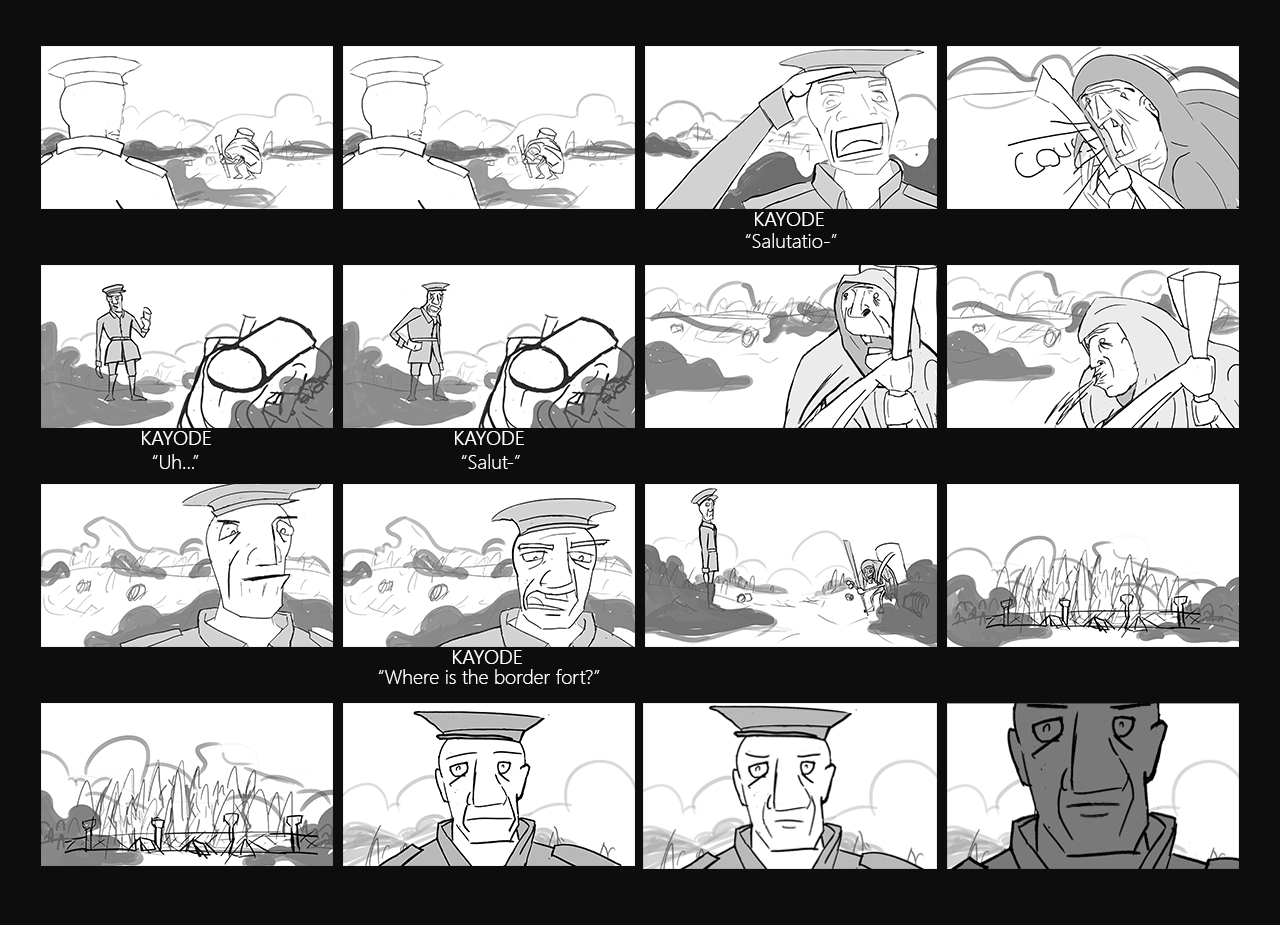 KAYODE
“Salutatio-”
KAYODE
“Uh...”
KAYODE
“Salut-”
KAYODE
“Where is the border fort?”